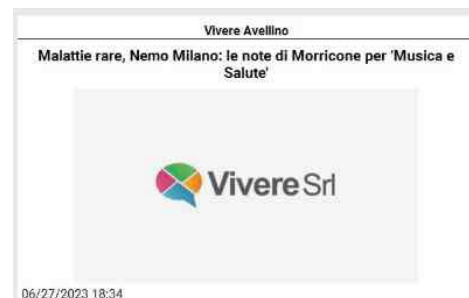 Vivere Avellino
Malattie rare, Nemo Milano: le note di Morricone per 'Musica e
Salute'
Vivere Srl
06/27/2023 18:34